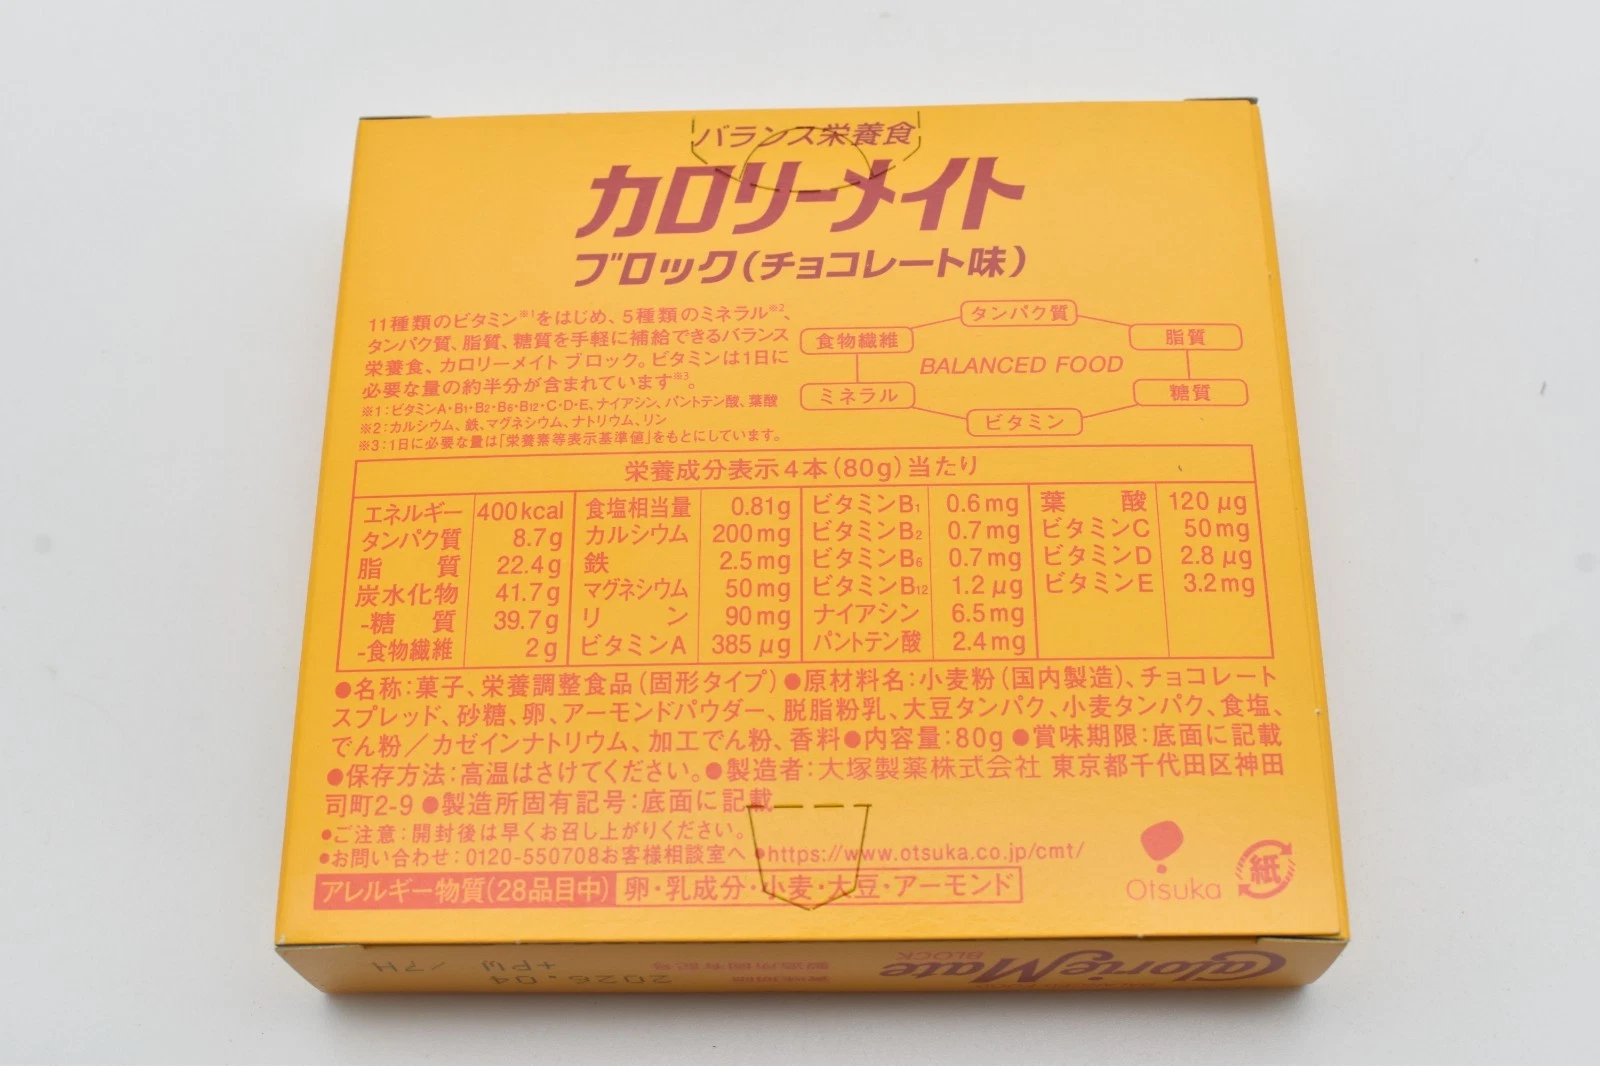 バランス栄養食
カロリーメイト
ブロック(チョコレート味)
11種類のビタミン※1をはじめ、5種類のミネラル※2、
タンパク質、脂質、糖質を手軽に補給できるバランス
栄養食、カロリーメイト ブロック。ビタミンは1日に
必要な量の約半分が含まれています※3。
※1:ビタミンA・B1・B2・B6・B12・C・D・E、ナイアシン、パントテン酸、葉酸
※2:カルシウム、鉄、マグネシウム、ナトリウム、リン
※3:1日に必要な量は「栄養素等表示基準値」をもとにしています。
タンパク質
食物繊維
脂質
BALANCED FOOD
ミネラル
糖質
ビタミン
栄養成分表示4本(80g)当たり
エネルギー 400kcal
タンパク質 8.7g
脂質 22.4g
炭水化物 41.7g
-糖質 39.7g
-食物繊維 2g
食塩相当量 0.81g
カルシウム 200mg
鉄 2.5mg
マグネシウム 50mg
リン 90mg
ビタミンA 385μg
ビタミンB1 0.6mg
ビタミンB2 0.7mg
ビタミンB6 0.7mg
ビタミンB12 1.2μg
ナイアシン 6.5mg
パントテン酸 2.4mg
葉酸 120μg
ビタミンC 50mg
ビタミンD 2.8μg
ビタミンE 3.2mg
●名称:菓子、栄養調整食品(固形タイプ)●原材料名:小麦粉(国内製造)、チョコレート
スプレッド、砂糖、卵、アーモンドパウダー、脱脂粉乳、大豆タンパク、小麦タンパク、食塩、
でん粉/カゼインナトリウム、加工でん粉、香料●内容量:80g●賞味期限:底面に記載
●保存方法:高温はさけてください。●製造者:大塚製薬株式会社 東京都千代田区神田
司町2-9●製造所固有記号:底面に記載
●ご注意:開封後は早くお召し上がりください。
●お問い合わせ:0120-550708お客様相談室へ ●https://www.otsuka.co.jp/cmt/
アレルギー物質(28品目中) 卵・乳成分・小麦・大豆・アーモンド
Otsuka
紙
CalorieMate
BLOCK
賞味期限 2026.04
製造所固有記号 +PW /7H